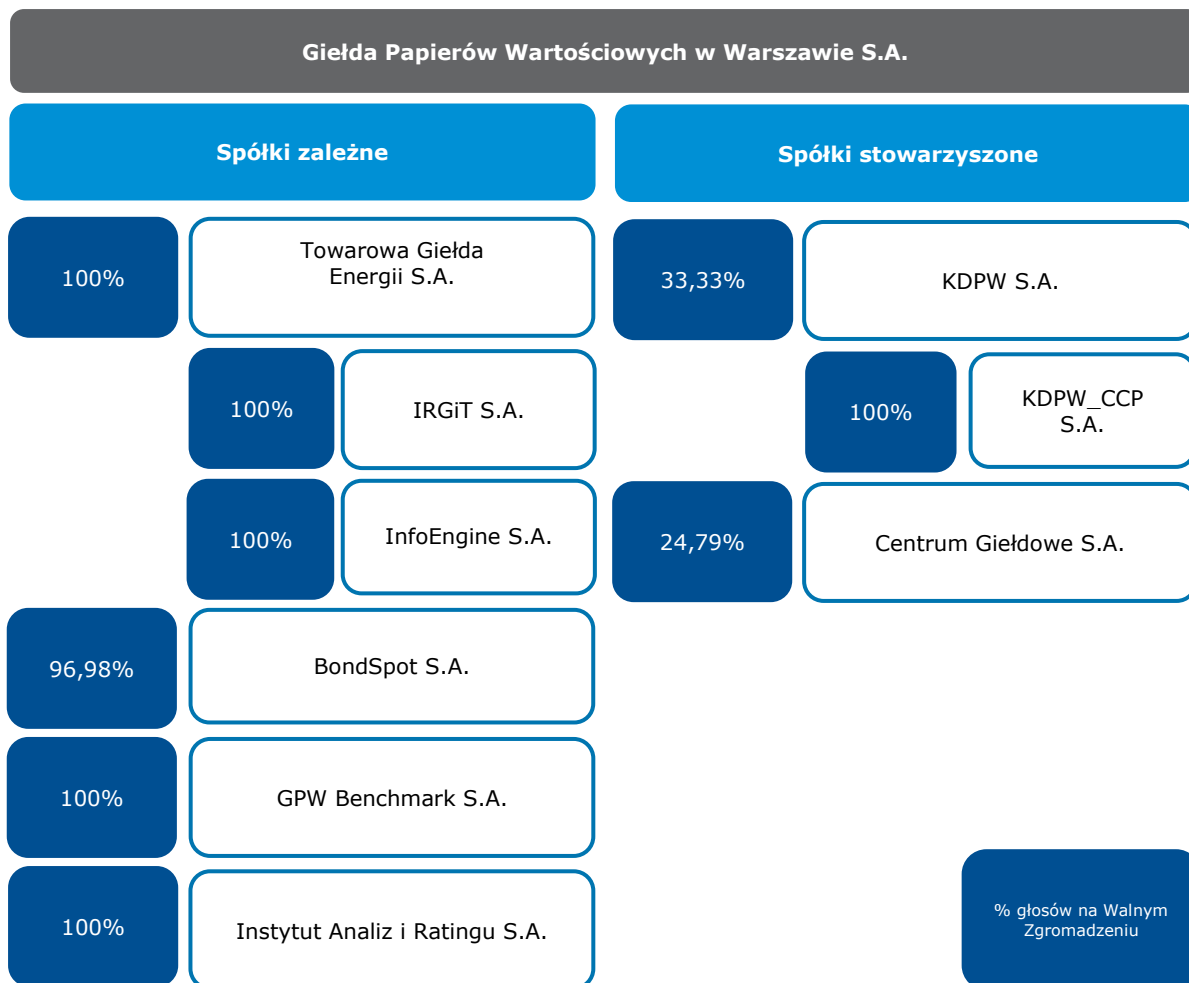 Giełda Papierów Wartościowych w Warszawie S.A.
Spółki zależne
Spółki stowarzyszone
100%
Towarowa Giełda
Energii S.A.
33,33%
KDPW S.A.
100%
IRGiT S.A.
100%
KDPW_CCP
S.A.
100%
InfoEngine S.A.
24,79%
Centrum Giełdowe S.A.
96,98%
BondSpot S.A.
100%
GPW Benchmark S.A.
100%
Instytut Analiz i Ratingu S.A.
% głosów na Walnym
Zgromadzeniu